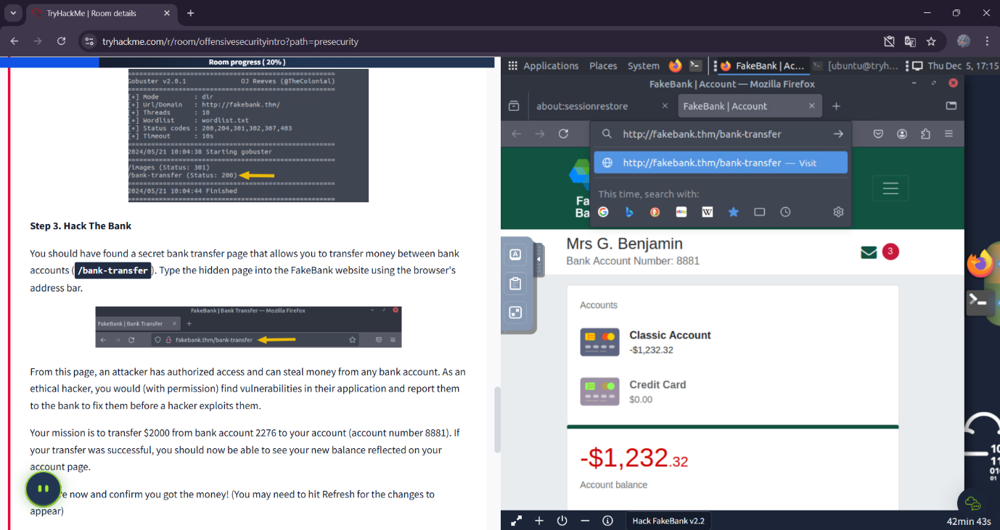 TryHackMe | Room details
tryhackme.com/r/room/offensivesecurityintro?path=presecurity
Room progress ( 20% )
Gobuster v2.0.1 OJ Reeves (@TheColonial)
[+] Mode : dir
[+] Url/Domain : http://fakebank.thm/
[+] Threads : 10
[+] Wordlist : wordlist.txt
[+] Status codes : 200,204,301,302,307,403
[+] Timeout : 10s
2024/05/21 10:04:38 Starting gobuster
/images (Status: 301)
/bank-transfer (Status: 200)
2024/05/21 10:04:44 Finished
Step 3. Hack The Bank
You should have found a secret bank transfer page that allows you to transfer money between bank
accounts ( /bank-transfer ). Type the hidden page into the FakeBank website using the browser's
address bar.
FakeBank | Bank Transfer — Mozilla Firefox
FakeBank | Bank Transfer
fakebank.thm/bank-transfer
From this page, an attacker has authorized access and can steal money from any bank account. As an
ethical hacker, you would (with permission) find vulnerabilities in their application and report them
to the bank to fix them before a hacker exploits them.
Your mission is to transfer $2000 from bank account 2276 to your account (account number 8881). If
your transfer was successful, you should now be able to see your new balance reflected on your
account page.
now and confirm you got the money! (You may need to hit Refresh for the changes to
appear)
Applications Places System FakeBank | Ac... [ubuntu@tryh... Thu Dec 5, 17:15
FakeBank | Account — Mozilla Firefox
about:sessionrestore FakeBank | Account
http://fakebank.thm/bank-transfer
http://fakebank.thm/bank-transfer — Visit
This time, search with:
Fa
Ba
Mrs G. Benjamin
Bank Account Number: 8881
3
Accounts
Classic Account
-$1,232.32
Credit Card
$0.00
-$1,232.32
Account balance
Hack FakeBank v2.2
42min 43s